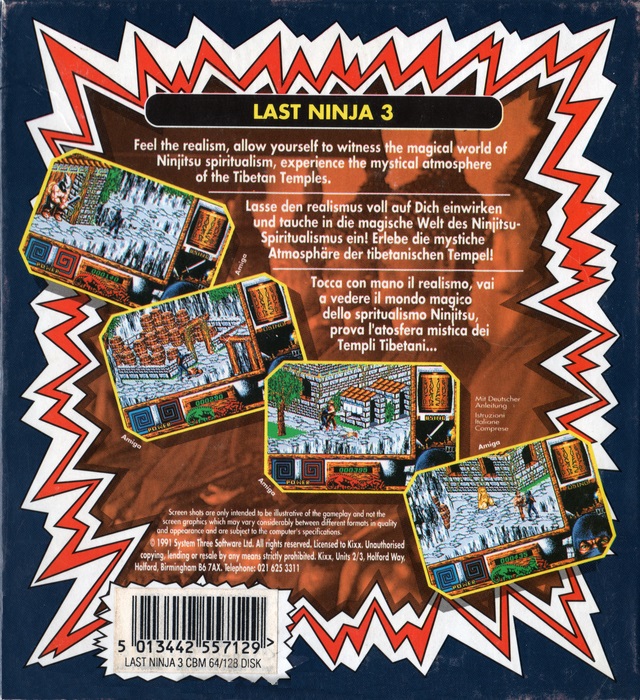 LAST NINJA 3
Feel the realism, allow yourself to witness the magical world of
Ninjitsu spiritualism, experience the mystical atmosphere
of the Tibetan Temples.
Lasse den realismus voll auf Dich einwirken
und tauche in die magische Welt des Ninjitsu-
Spiritualismus ein! Erlebe die mystiche
Atmosphäre der tibetanischen Tempel!
Tocca con mano il realismo, vai
a vedere il mondo magico
dello spritualismo Ninjitsu,
prova l'atosfera mistica dei
Templi Tibetani...
Amiga
Amiga
Amiga
Mit Deutscher
Anleitung
Istruzioni
Italiane
Comprese
Amiga
POWER
POWER
POWER
POWER
Screen shots are only intended to be illustrative of the gameplay and not the
screen graphics which may vary considerably between different formats in quality
and appearance and are subject to the computer's specifications.
© 1991 System Three Software Ltd. All rights reserved. Licensed to Kixx. Unauthorised
copying, lending or resale by any means strictly prohibited. Kixx, Units 2/3, Holford Way,
Holford, Birmingham B6 7AX. Telephone: 021 625 3311
5 013442 557129 >
LAST NINJA 3 CBM 64/128 DISK